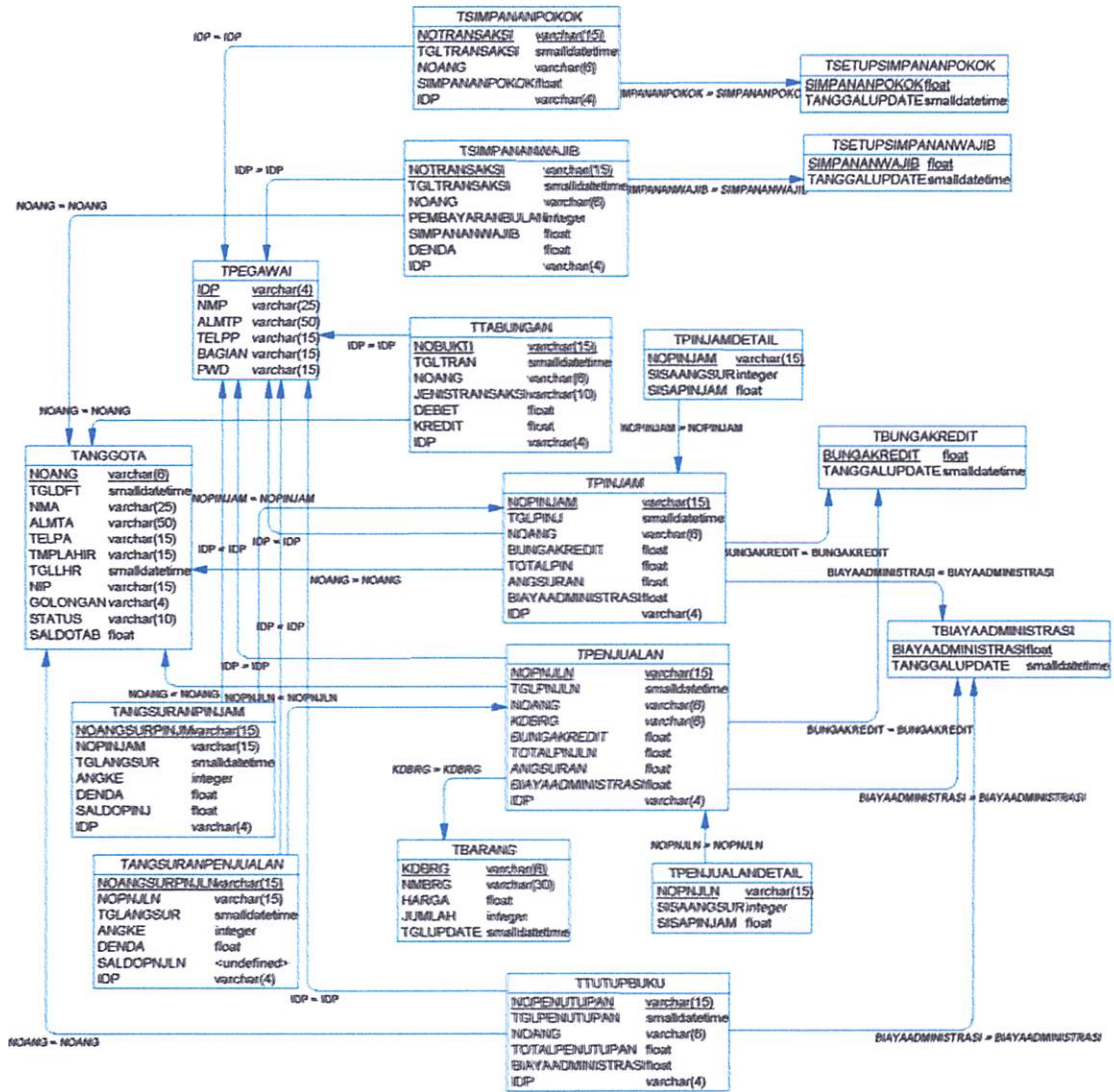 TSIMPANANPOKOK
NOTRANSAKSI varchar(15)
TGLTRANSAKSI smalldatetime
NOANG varchar(6)
SIMPANANPOKOK float
IDP varchar(4)
IDP = IDP
TSETUPSIMPANANPOKOK
SIMPANANPOKOK float
TANGGALUPDATE smalldatetime
IMPANANPOKOK = SIMPANANPOKO
TSIMPANANWAJIB
NOTRANSAKSI varchar(15)
TGLTRANSAKSI smalldatetime
NOANG varchar(6)
PEMBAYARANBULAN integer
SIMPANANWAJIB float
DENDA float
IDP varchar(4)
IDP = IDP
NOANG = NOANG
TSETUPSIMPANANWAJIB
SIMPANANWAJIB float
TANGGALUPDATE smalldatetime
SIMPANANWAJIB = SIMPANANWAJIB
TPEGAWAI
IDP varchar(4)
NMP varchar(25)
ALMTP varchar(50)
TELPP varchar(15)
BAGIAN varchar(15)
PWD varchar(15)
TTABUNGAN
NOBUKTI varchar(15)
TGLTRAN smalldatetime
NOANG varchar(6)
JENISTRANSAKSI varchar(10)
DEBET float
KREDIT float
IDP varchar(4)
IDP = IDP
NOANG = NOANG
TPINJAMDETAIL
NOPINJAM varchar(15)
SISAANGSUR integer
SISAPINJAM float
NOPINJAM = NOPINJAM
TBUNGAKREDIT
BUNGAKREDIT float
TANGGALUPDATE smalldatetime
TANGGOTA
NOANG varchar(6)
TGLDFT smalldatetime
NMA varchar(25)
ALMTA varchar(50)
TELPA varchar(15)
TMPLAHIR varchar(15)
TGLLHR smalldatetime
NIP varchar(15)
GOLONGAN varchar(4)
STATUS varchar(10)
SALDOTAB float
NOPINJAM = NOPINJAM
IDP = IDP
IDP = IDP
NOANG = NOANG
IDP = IDP
IDP = IDP
TPINJAM
NOPINJAM varchar(15)
TGLPINJ smalldatetime
NOANG varchar(6)
BUNGAKREDIT float
TOTALPIN float
ANGSURAN float
BIAYAADMINISTRASI float
IDP varchar(4)
BUNGAKREDIT = BUNGAKREDIT
BIAYAADMINISTRASI = BIAYAADMINISTRASI
TBIAYAADMINISTRASI
BIAYAADMINISTRASI float
TANGGALUPDATE smalldatetime
TPENJUALAN
NOPNJLN varchar(15)
TGLPNJLN smalldatetime
NOANG varchar(6)
KDBRG varchar(6)
BUNGAKREDIT float
TOTALPNJLN float
ANGSURAN float
BIAYAADMINISTRASI float
IDP varchar(4)
BUNGAKREDIT = BUNGAKREDIT
BIAYAADMINISTRASI = BIAYAADMINISTRASI
NOANG = NOANG
NOPNJLN = NOPNJLN
TANGSURANPINJAM
NOANGSURPINJM varchar(15)
NOPINJAM varchar(15)
TGLANGSUR smalldatetime
ANGKE integer
DENDA float
SALDOPINJ float
IDP varchar(4)
KDBRG = KDBRG
TBARANG
KDBRG varchar(6)
NMBRG varchar(30)
HARGA float
JUMLAH integer
TGLUPDATE smalldatetime
NOPNJLN = NOPNJLN
TPENJUALANDETAIL
NOPNJLN varchar(15)
SISAANGSUR integer
SISAPINJAM float
TANGSURANPENJUALAN
NOANGSURPNJLN varchar(15)
NOPNJLN varchar(15)
TGLANGSUR smalldatetime
ANGKE integer
DENDA float
SALDOPNJLN <undefined>
IDP varchar(4)
IDP = IDP
NOANG = NOANG
TTUTUPBUKU
NOPENUTUPAN varchar(15)
TGLPENUTUPAN smalldatetime
NOANG varchar(6)
TOTALPENUTUPAN float
BIAYAADMINISTRASI float
IDP varchar(4)
BIAYAADMINISTRASI = BIAYAADMINISTRASI